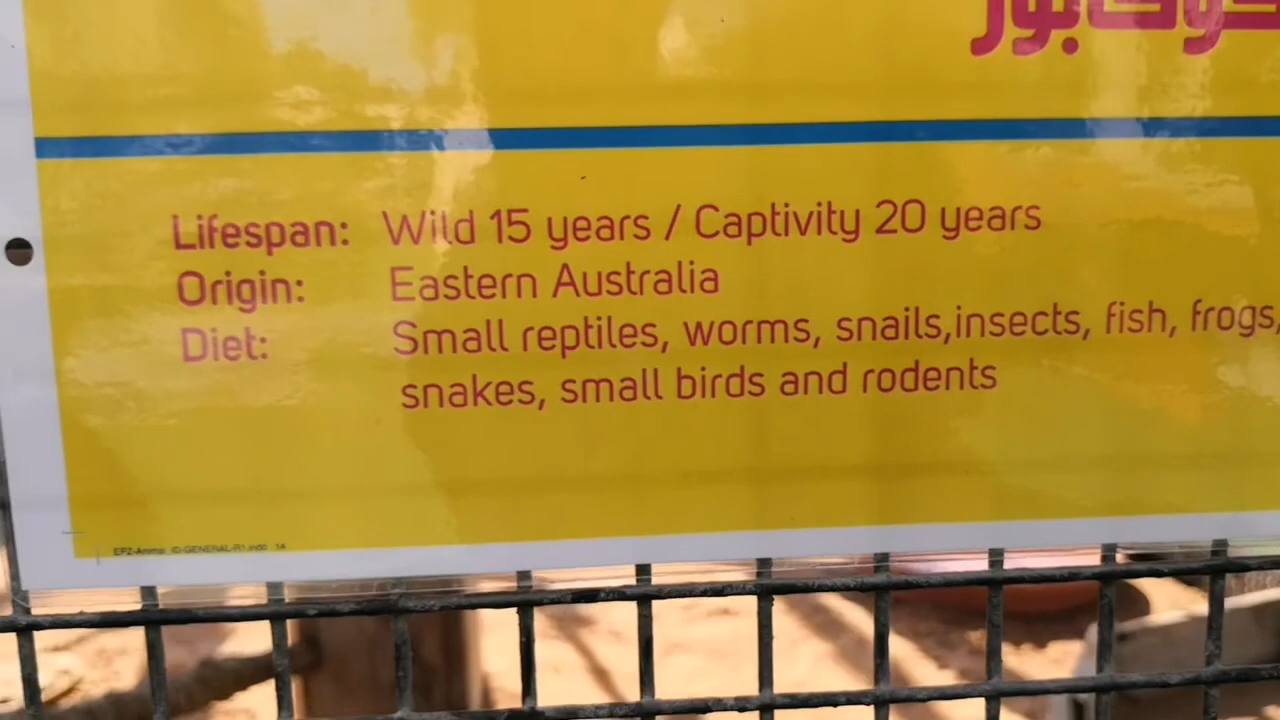 Lifespan: Wild 15 years / Captivity 20 years
Origin: Eastern Australia
Diet: Small reptiles, worms, snails,insects, fish, frogs,
snakes, small birds and rodents